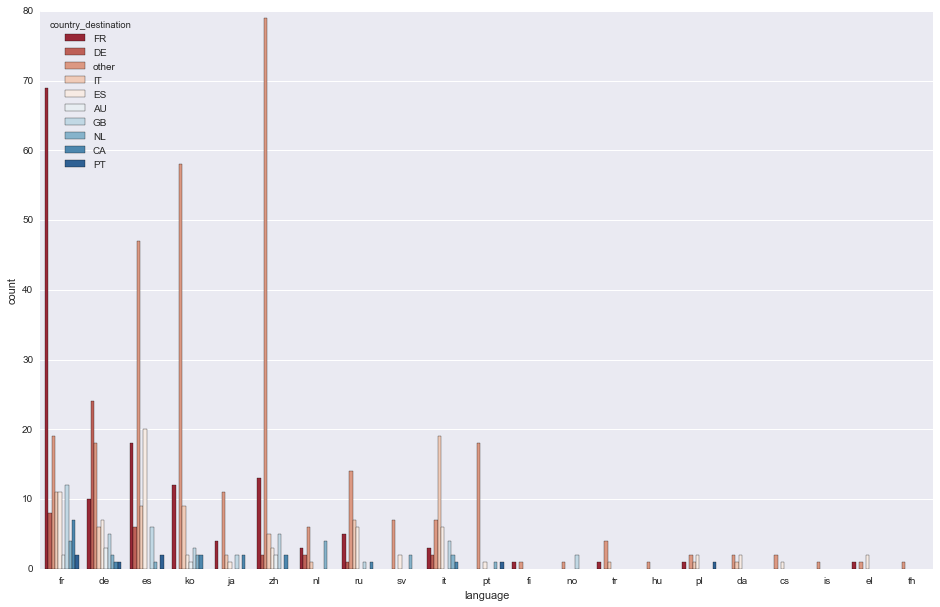 80
70
60
50
40
30
20
10
0
count
country_destination
FR
DE
other
IT
ES
AU
GB
NL
CA
PT
fr de es ko ja zh nl ru sv it pt fi no tr hu pl da cs is el th
language